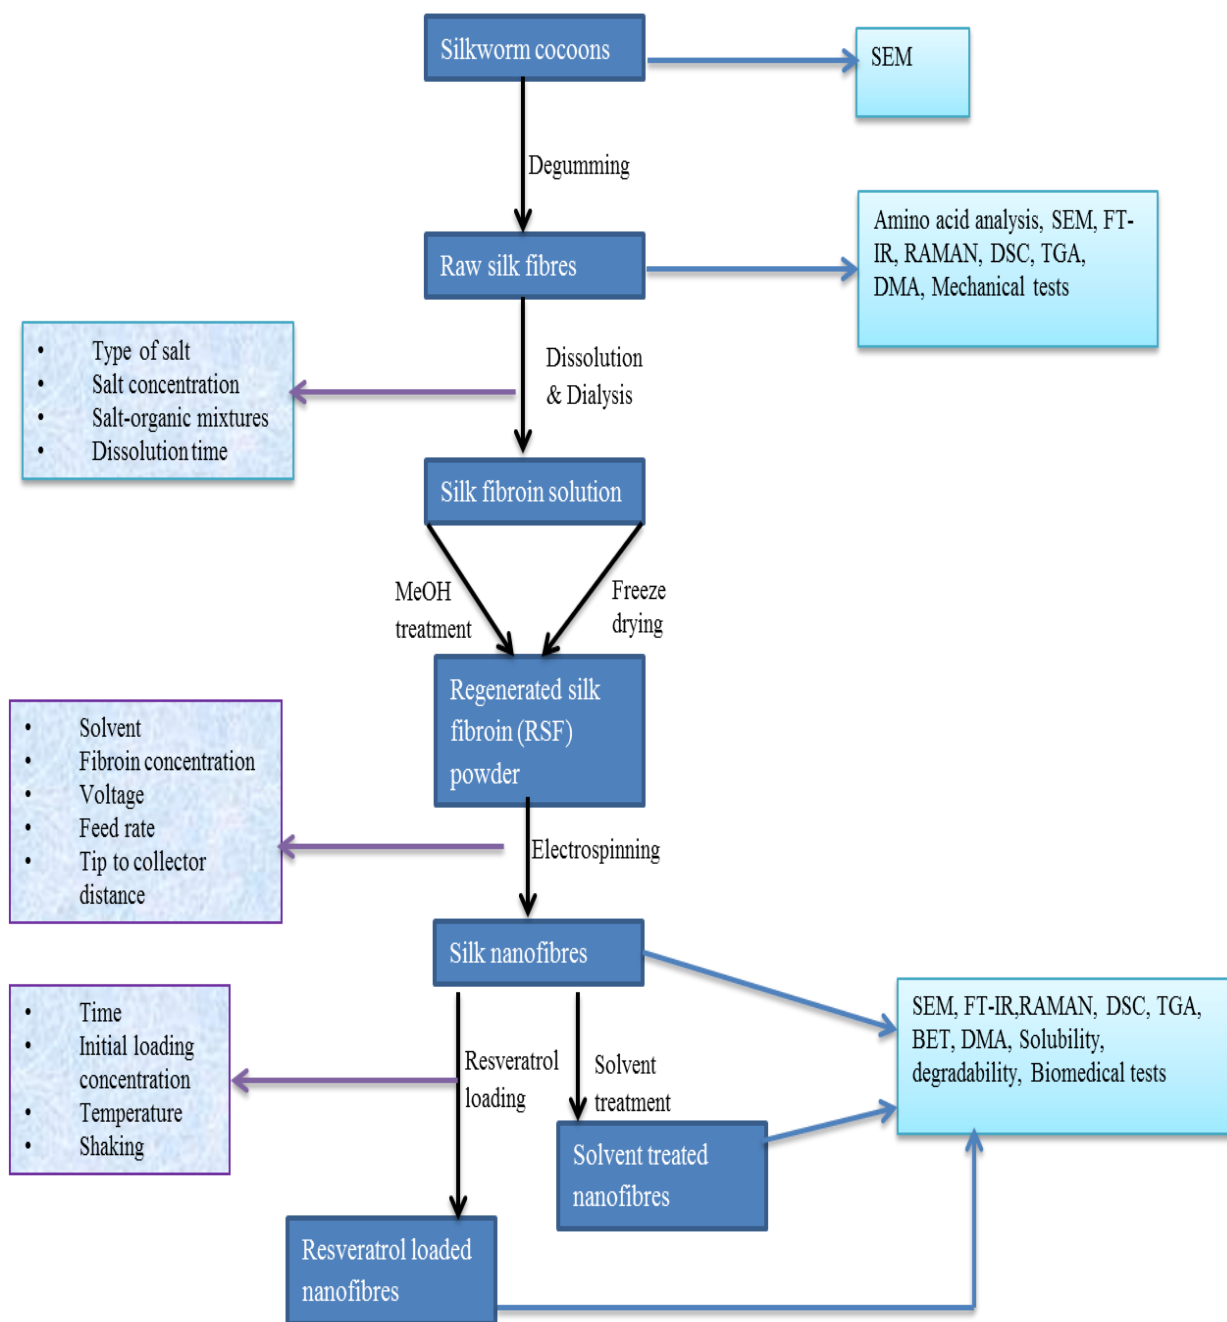 Silkworm cocoons
SEM
Degumming
Raw silk fibres
Amino acid analysis, SEM, FT-
IR, RAMAN, DSC, TGA,
DMA, Mechanical tests
• Type of salt
• Salt concentration
• Salt-organic mixtures
• Dissolution time
Dissolution
& Dialysis
Silk fibroin solution
MeOH
treatment
Freeze
drying
Regenerated silk
fibroin (RSF)
powder
• Solvent
• Fibroin concentration
• Voltage
• Feed rate
• Tip to collector
distance
Electrospinning
Silk nanofibres
• Time
• Initial loading
concentration
• Temperature
• Shaking
Resveratrol
loading
Solvent
treatment
SEM, FT-IR,RAMAN, DSC, TGA,
BET, DMA, Solubility,
degradability, Biomedical tests
Solvent treated
nanofibres
Resveratrol loaded
nanofibres